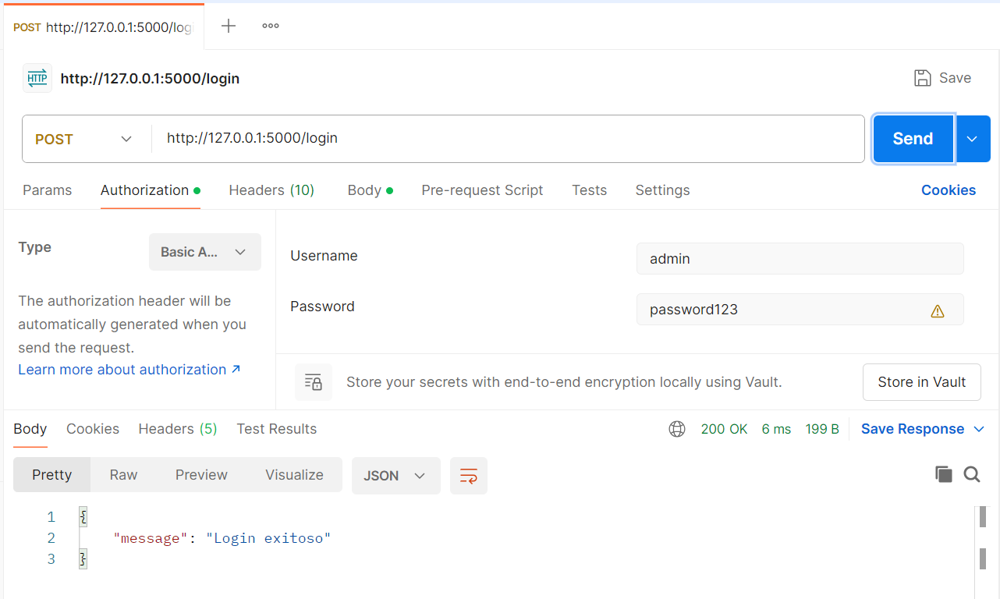 POST http://127.0.0.1:5000/log
HTTP http://127.0.0.1:5000/login
Save
POST http://127.0.0.1:5000/login
Send
Params Authorization Headers (10) Body Pre-request Script Tests Settings Cookies
Type Basic A...
The authorization header will be
automatically generated when you
send the request.
Learn more about authorization ↗
Username admin
Password password123
Store your secrets with end-to-end encryption locally using Vault.
Store in Vault
Body Cookies Headers (5) Test Results
200 OK 6 ms 199 B Save Response
Pretty Raw Preview Visualize JSON
1 {
2 "message": "Login exitoso"
3 }